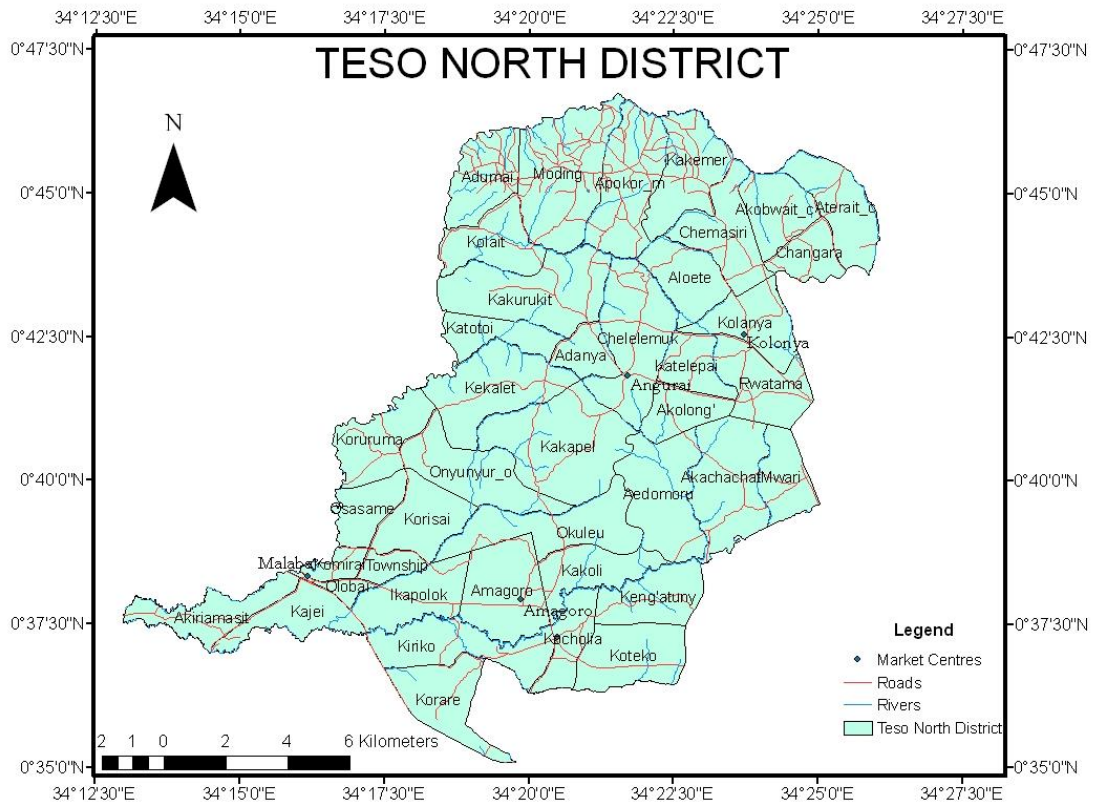 34°12'30"E 34°15'0"E 34°17'30"E 34°20'0"E 34°22'30"E 34°25'0"E 34°27'30"E
0°47'30"N 0°47'30"N
TESO NORTH DISTRICT
N
Kakemer
Adumai Moding Apokor_m
0°45'0"N 0°45'0"N
Akobwait_c Aterait_c
Chemasiri
Kolait Changara
Aloete
Kakurukit
Katotoi Kolanya
0°42'30"N 0°42'30"N
Chelelemuk Kolonya
Adanya Katelepai
Kekalet Angurai Rwatama
Akolong'
Koruruma Kakapel
Onyunyur_o Akachachat Mwari
0°40'0"N 0°40'0"N
Aedomoru
Osasame Korisai
Okuleu
Malaba Komirai Township Kakoli
Olobai Ikapolok Amagoro Keng'atuny
Akiriamasit Kajei Amagoro
0°37'30"N 0°37'30"N
Kiriko Kocholia Koteko
Legend
Market Centres
Korare Roads
Rivers
Teso North District
2 1 0 2 4 6 Kilometers
0°35'0"N 0°35'0"N
34°12'30"E 34°15'0"E 34°17'30"E 34°20'0"E 34°22'30"E 34°25'0"E 34°27'30"E